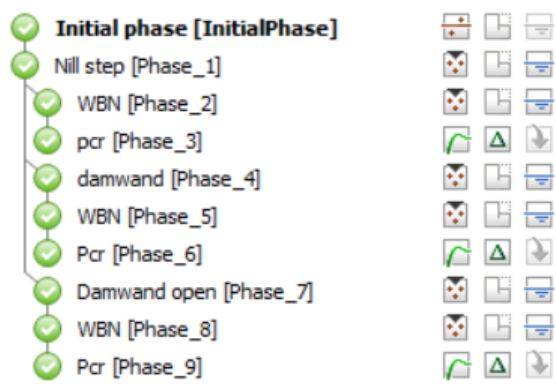 Initial phase [InitialPhase]
Nill step [Phase_1]
WBN [Phase_2]
pcr [Phase_3]
damwand [Phase_4]
WBN [Phase_5]
Pcr [Phase_6]
Damwand open [Phase_7]
WBN [Phase_8]
Pcr [Phase_9]